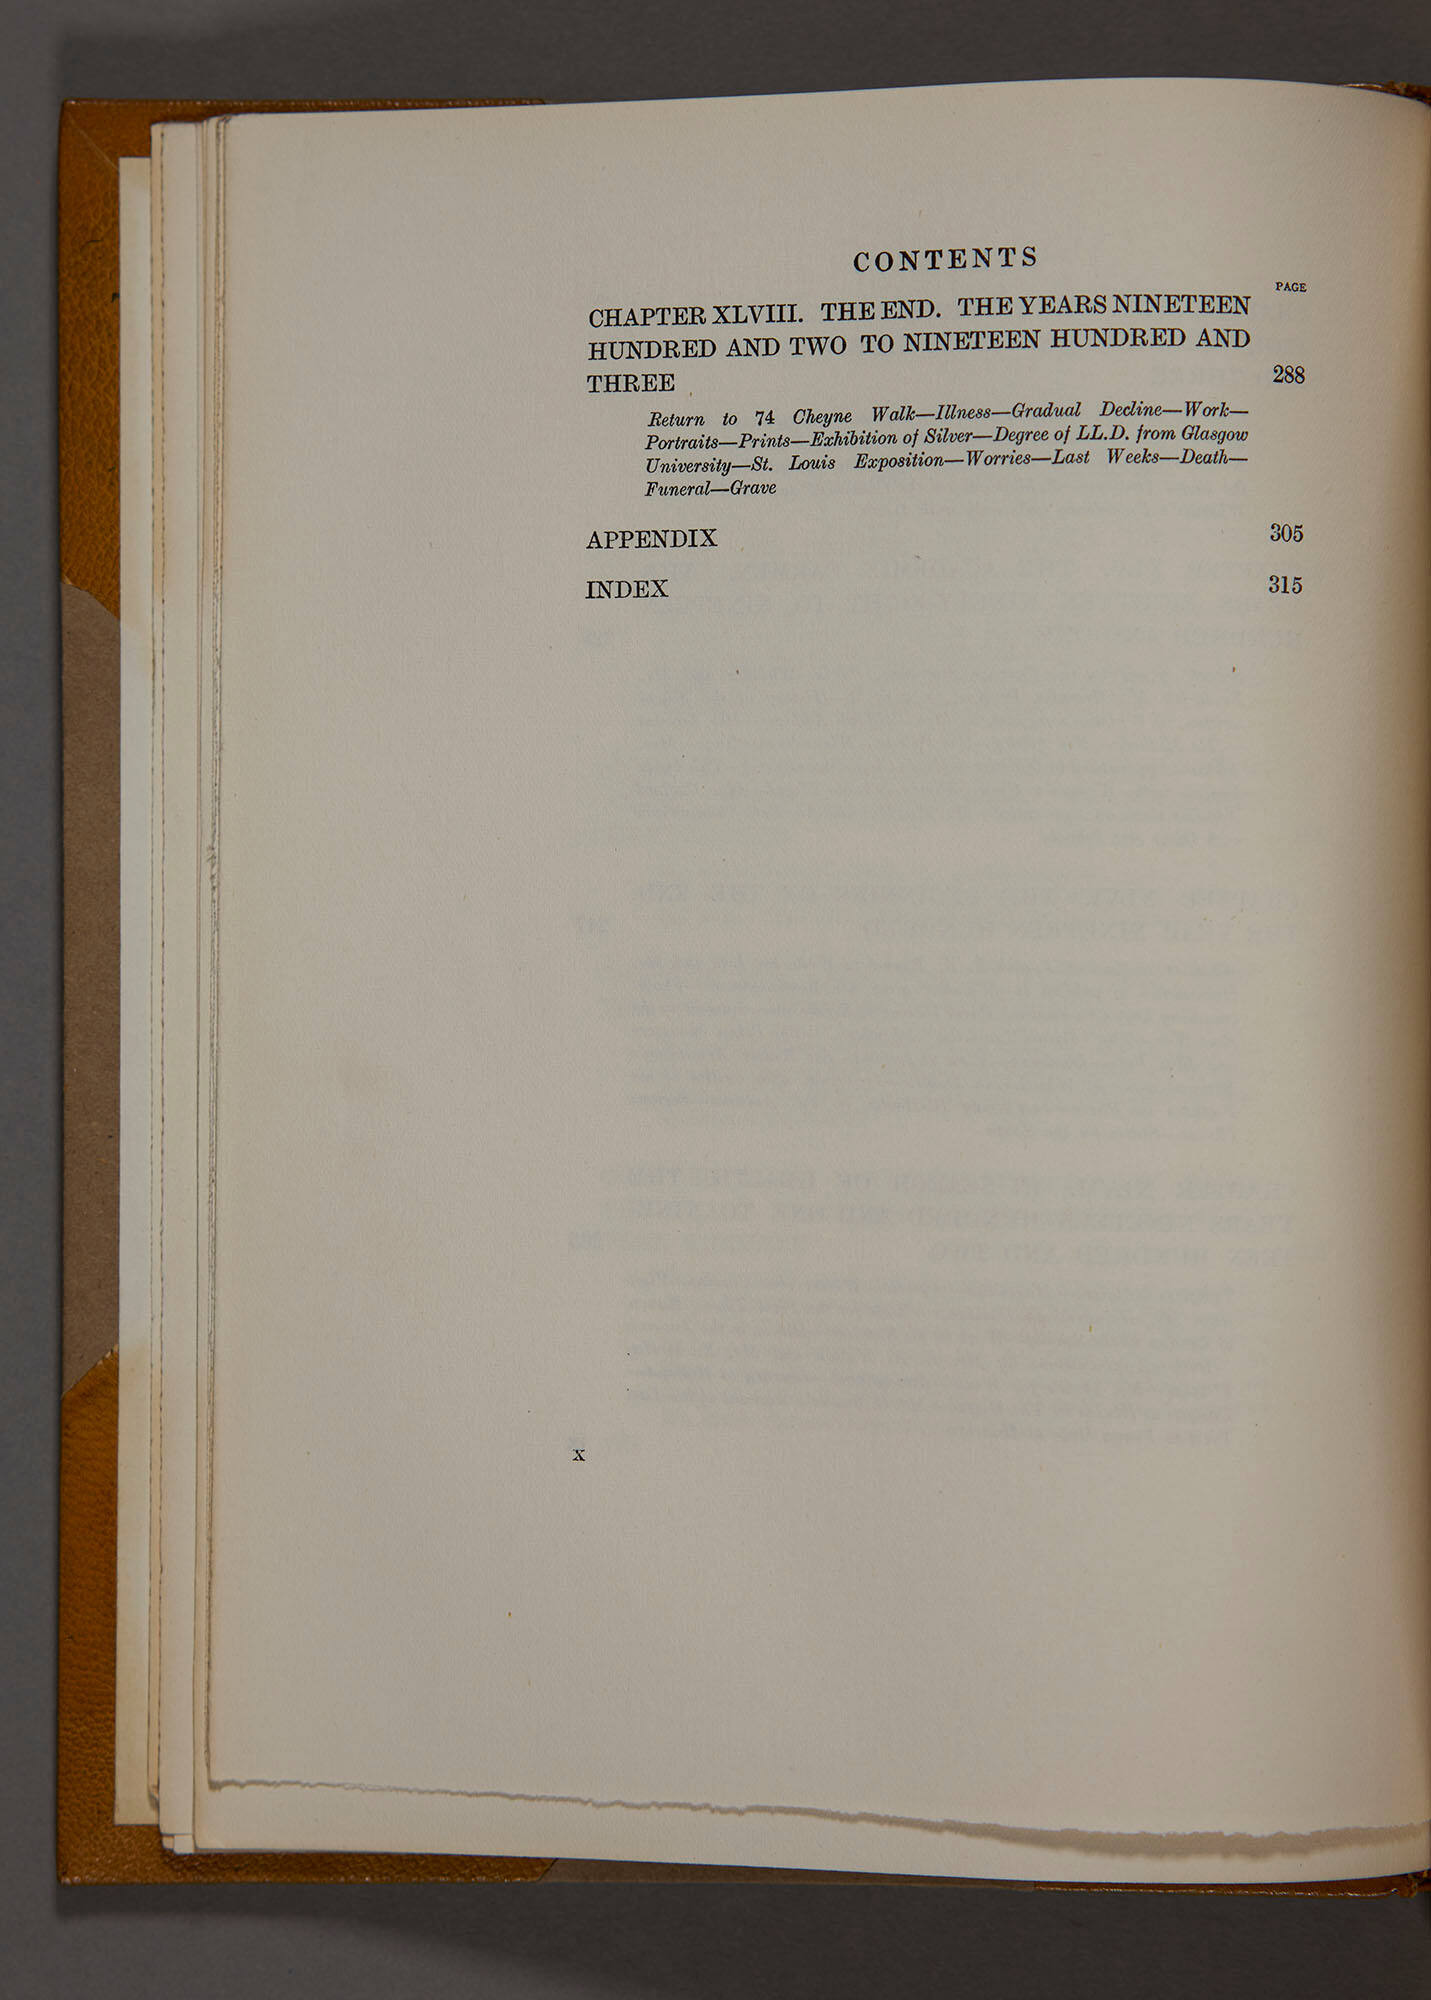 CONTENTS
PAGE
CHAPTER XLVIII. THE END. THE YEARS NINETEEN
HUNDRED AND TWO TO NINETEEN HUNDRED AND
THREE 288
Return to 74 Cheyne Walk—Illness—Gradual Decline—Work—
Portraits—Prints—Exhibition of Silver—Degree of LL.D. from Glasgow
University—St. Louis Exposition—Worries—Last Weeks—Death—
Funeral—Grave
APPENDIX 305
INDEX 315
x